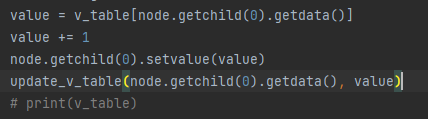 value = v_table[node.getchild(0).getdata()]
value += 1
node.getchild(0).setvalue(value)
update_v_table(node.getchild(0).getdata(), value)
# print(v_table)